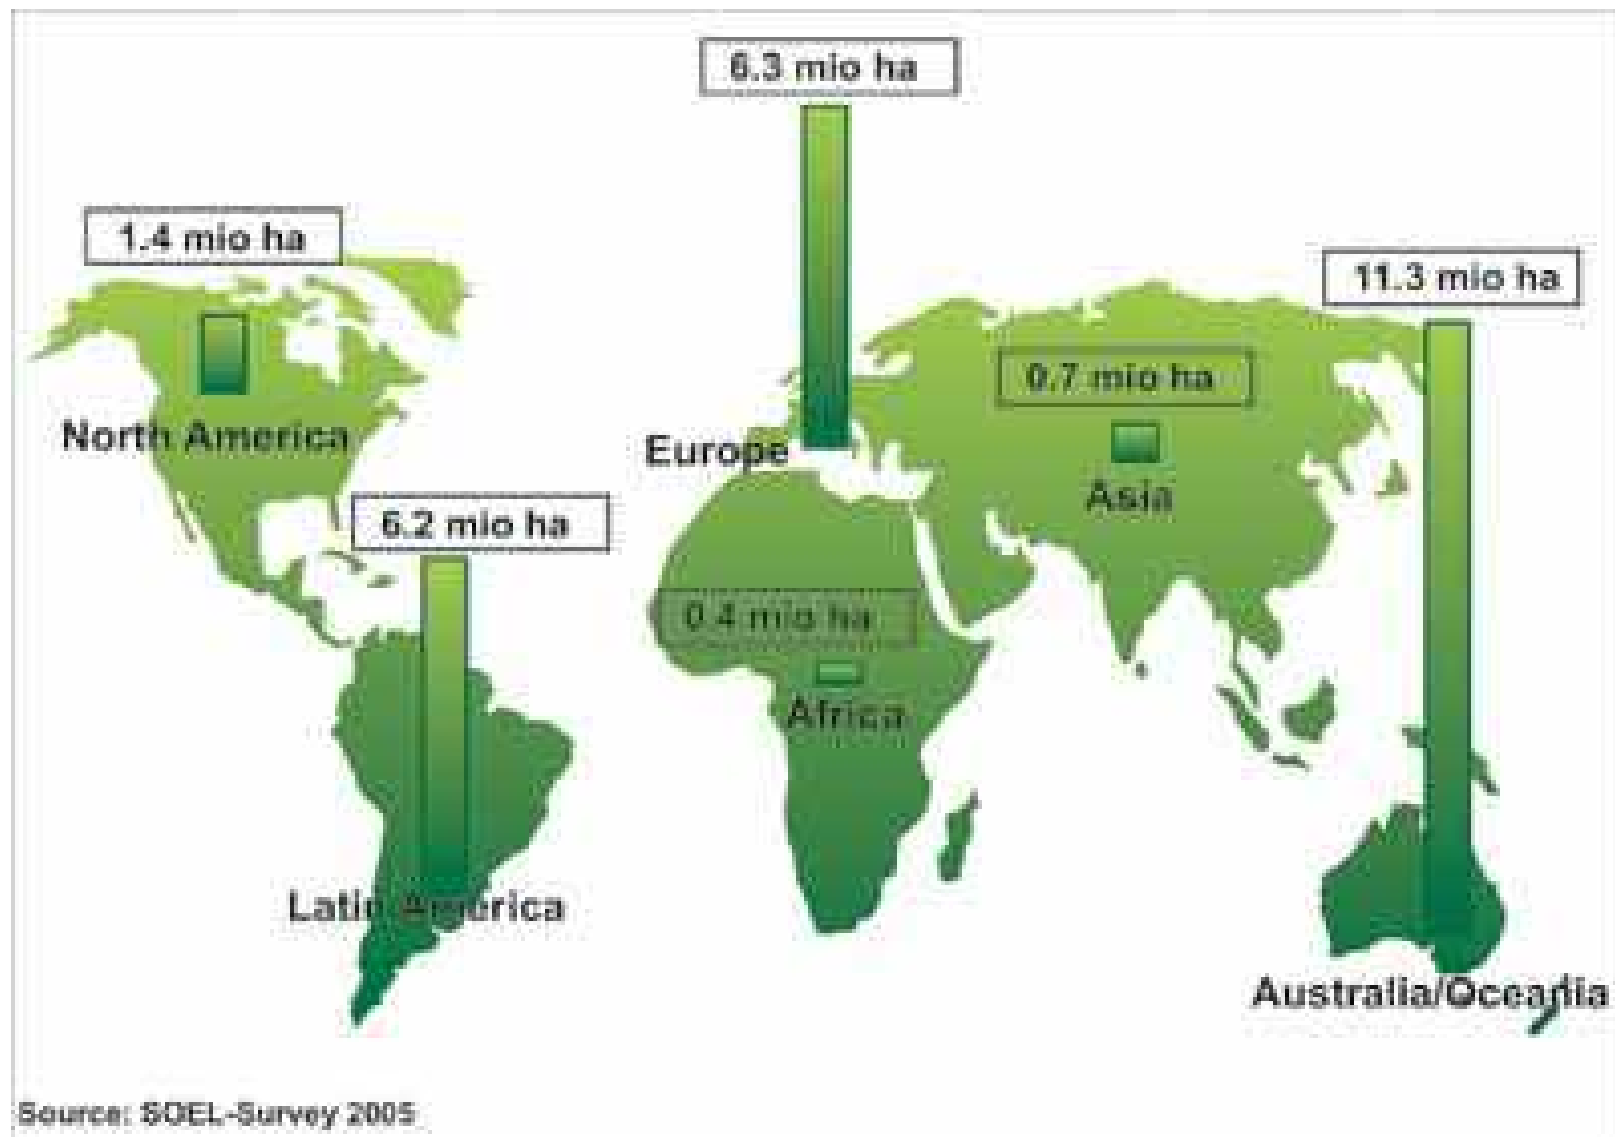 6.3 mio ha
1.4 mio ha
11.3 mio ha
0.7 mio ha
North America
Europe
Asia
6.2 mio ha
0.4 mio ha
Africa
Latin America
Australia/Oceania
Source: SOEL-Survey 2005